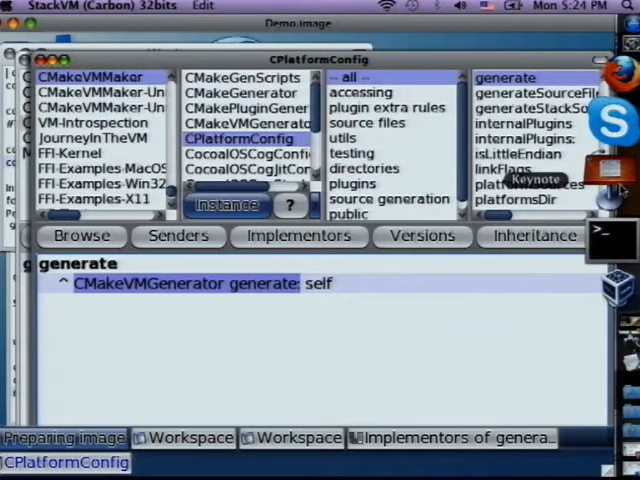 StackVM (Carbon) 32bits Edit Mon 5:24 PM
Demo.image
CPlatformConfig
CMakeVMMaker
CMakeVMMaker-Un
CMakeVMMaker-Un
VM-Introspection
JourneyInTheVM
FFI-Kernel
FFI-Examples-MacOS
FFI-Examples-Win32
FFI-Examples-X11
CMakeGenScripts
CMakeGenerator
CMakePluginGener
CMakeVMGenerato
CPlatformConfig
CocoaIOSCogConfi
CocoaIOSCogJitCon
Instance ?
-- all --
accessing
plugin extra rules
source files
utils
testing
directories
plugins
source generation
public
generate
generateSourceFil
generateStackSo
internalPlugins
internalPlugins:
isLittleEndian
linkFlags
platformSources
platformsDir
Keynote
Browse Senders Implementors Versions Inheritance
generate
^ CMakeVMGenerator generate: self
Preparing image Workspace Workspace Implementors of genera...
CPlatformConfig